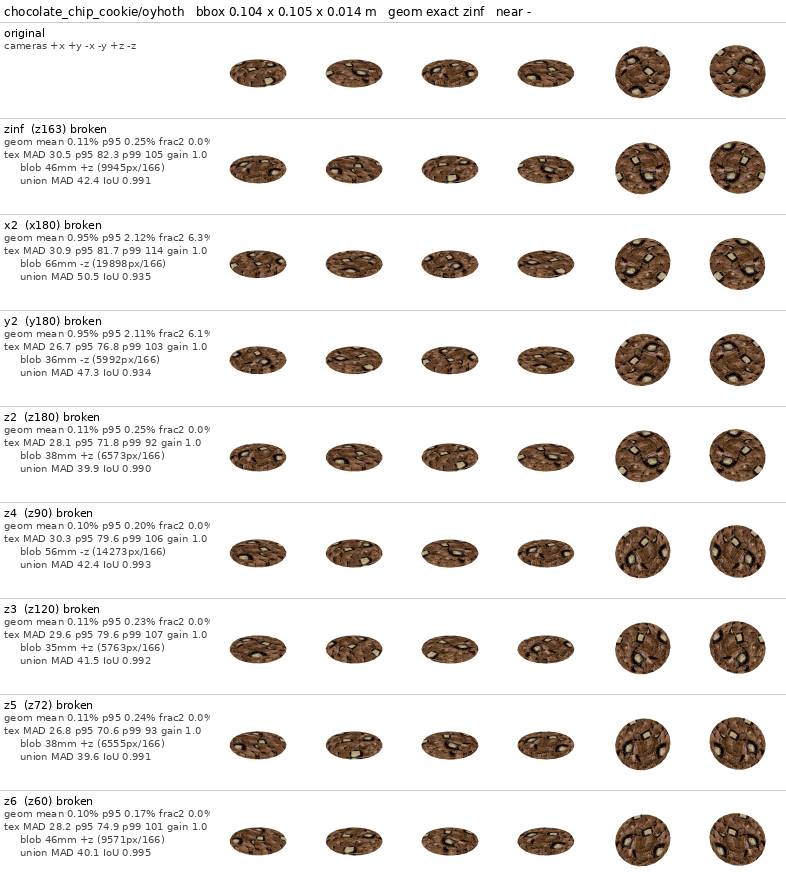 chocolate_chip_cookie/oyhoth bbox 0.104 x 0.105 x 0.014 m geom exact zinf near -
original
cameras +x +y -x -y +z -z
zinf (z163) broken
geom mean 0.11% p95 0.25% frac2 0.0%
tex MAD 30.5 p95 82.3 p99 105 gain 1.0
blob 46mm +z (9945px/166)
union MAD 42.4 IoU 0.991
x2 (x180) broken
geom mean 0.95% p95 2.12% frac2 6.3%
tex MAD 30.9 p95 81.7 p99 114 gain 1.0
blob 66mm -z (19898px/166)
union MAD 50.5 IoU 0.935
y2 (y180) broken
geom mean 0.95% p95 2.11% frac2 6.1%
tex MAD 26.7 p95 76.8 p99 103 gain 1.0
blob 36mm -z (5992px/166)
union MAD 47.3 IoU 0.934
z2 (z180) broken
geom mean 0.11% p95 0.25% frac2 0.0%
tex MAD 28.1 p95 71.8 p99 92 gain 1.0
blob 38mm +z (6573px/166)
union MAD 39.9 IoU 0.990
z4 (z90) broken
geom mean 0.10% p95 0.20% frac2 0.0%
tex MAD 30.3 p95 79.6 p99 106 gain 1.0
blob 56mm -z (14273px/166)
union MAD 42.4 IoU 0.993
z3 (z120) broken
geom mean 0.11% p95 0.23% frac2 0.0%
tex MAD 29.6 p95 79.6 p99 107 gain 1.0
blob 35mm +z (5763px/166)
union MAD 41.5 IoU 0.992
z5 (z72) broken
geom mean 0.11% p95 0.24% frac2 0.0%
tex MAD 26.8 p95 70.6 p99 93 gain 1.0
blob 38mm +z (6555px/166)
union MAD 39.6 IoU 0.991
z6 (z60) broken
geom mean 0.10% p95 0.17% frac2 0.0%
tex MAD 28.2 p95 74.9 p99 101 gain 1.0
blob 46mm +z (9571px/166)
union MAD 40.1 IoU 0.995